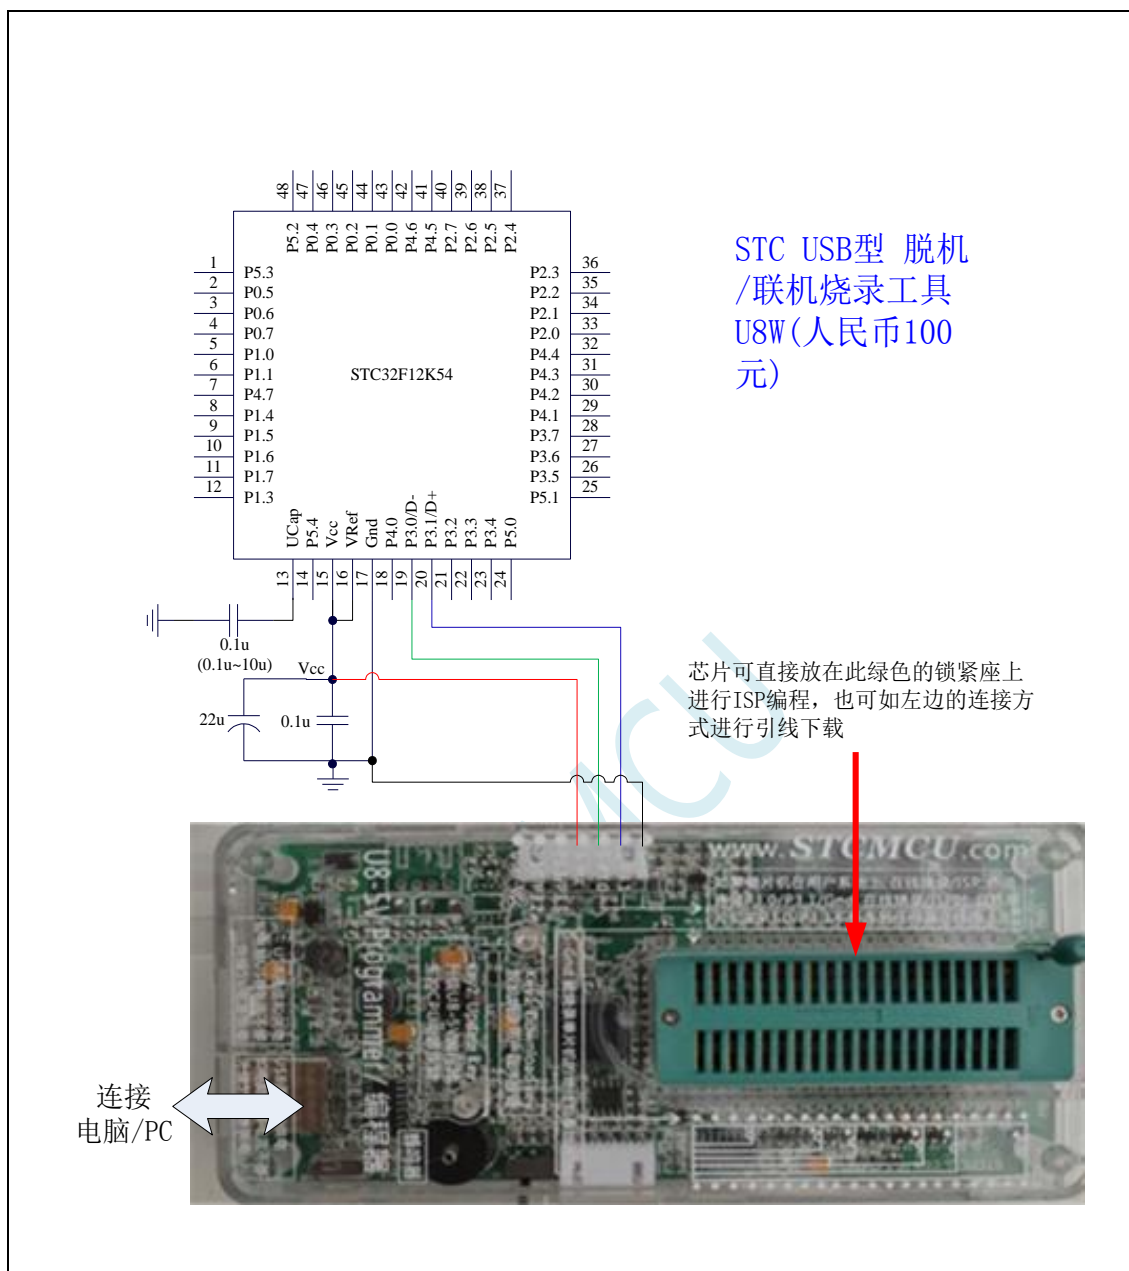 48
47
46
45
44
43
42
41
40
39
38
37
P5.2
P0.4
P0.3
P0.2
P0.1
P0.0
P4.6
P4.5
P2.7
P2.6
P2.5
P2.4
1 P5.3
2 P0.5
3 P0.6
4 P0.7
5 P1.0
6 P1.1
7 P4.7
8 P1.4
9 P1.5
10 P1.6
11 P1.7
12 P1.3
STC32F12K54
P2.3 36
P2.2 35
P2.1 34
P2.0 33
P4.4 32
P4.3 31
P4.2 30
P4.1 29
P3.7 28
P3.6 27
P3.5 26
P5.1 25
UCap
P5.4
Vcc
VRef
Gnd
P4.0
P3.0/D-
P3.1/D+
P3.2
P3.3
P3.4
P5.0
13
14
15
16
17
18
19
20
21
22
23
24
STC USB型 脱机
/联机烧录工具
U8W(人民币100
元)
0.1u
(0.1u~10u)
Vcc
22u
0.1u
芯片可直接放在此绿色的锁紧座上
进行ISP编程，也可如左边的连接方
式进行引线下载
MCU
www.STCMCU.com
U8-5V Programmer/编程器
连接
电脑/PC